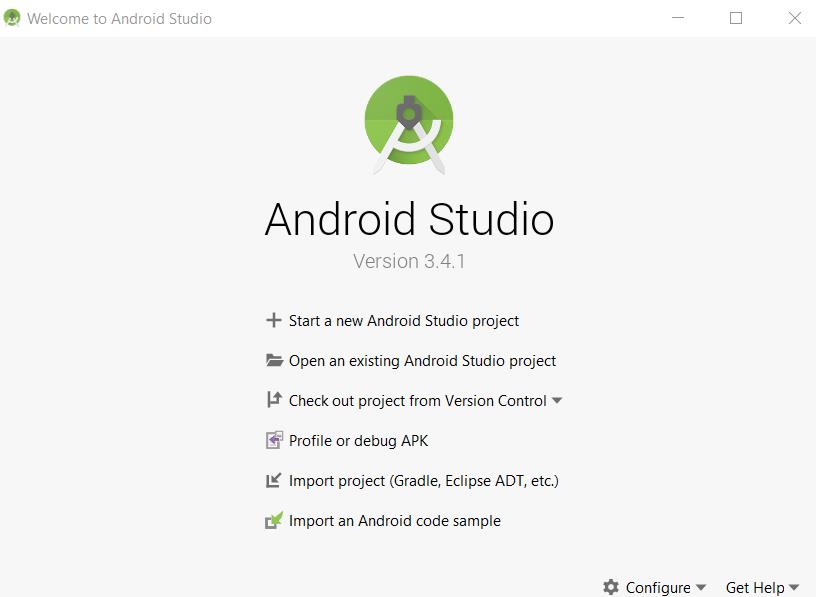 Welcome to Android Studio
Android Studio
Version 3.4.1
Start a new Android Studio project
Open an existing Android Studio project
Check out project from Version Control
Profile or debug APK
Import project (Gradle, Eclipse ADT, etc.)
Import an Android code sample
Configure Get Help